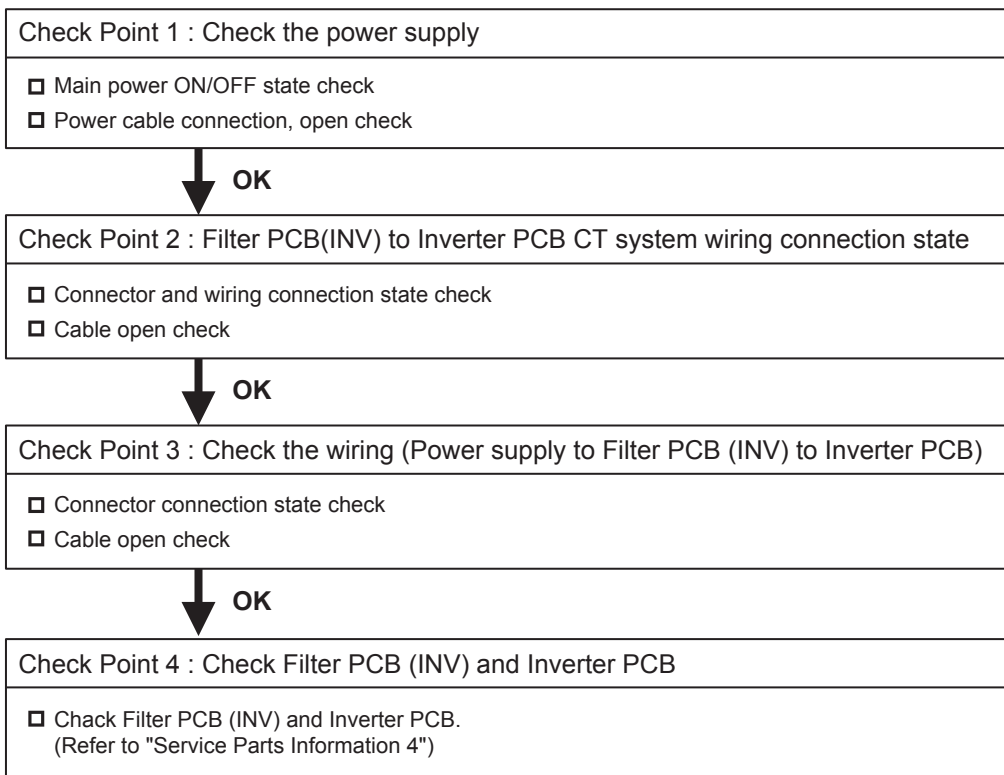 Check Point 1 : Check the power supply
Main power ON/OFF state check
Power cable connection, open check
OK
Check Point 2 : Filter PCB(INV) to Inverter PCB CT system wiring connection state
Connector and wiring connection state check
Cable open check
OK
Check Point 3 : Check the wiring (Power supply to Filter PCB (INV) to Inverter PCB)
Connector connection state check
Cable open check
OK
Check Point 4 : Check Filter PCB (INV) and Inverter PCB
Chack Filter PCB (INV) and Inverter PCB.
(Refer to "Service Parts Information 4")